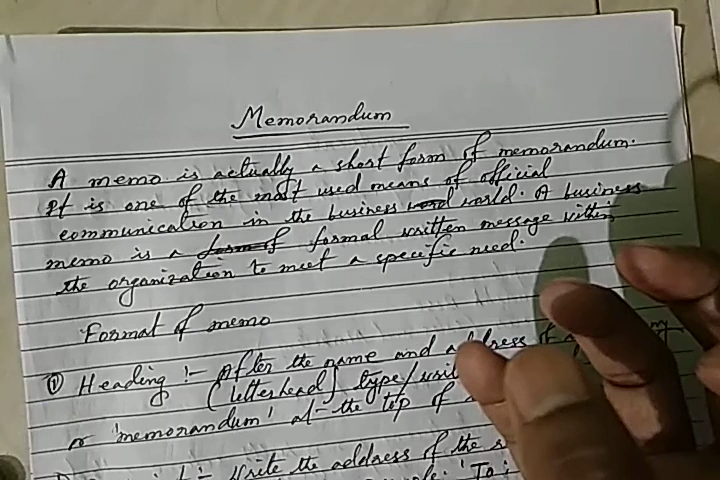 Memorandum
A memo is actually a short form of memorandum.
It is one of the most used means of official
communication in the business world. A business
memo is a formal written message within
the organization to meet a specific need.
Format of memo
① Heading :- After the name and address of
(letterhead) type/
or 'memorandum' at the top of
:- Write the address of the
'To :